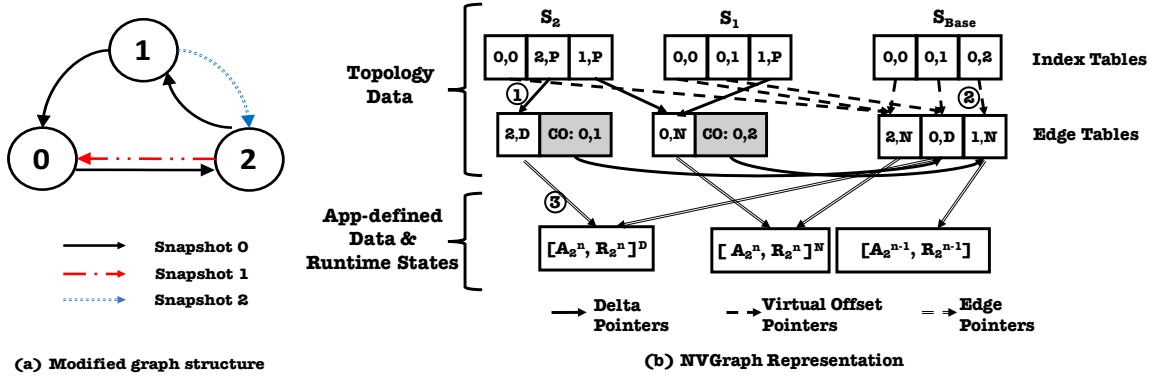 1
0
2
Snapshot 0
Snapshot 1
Snapshot 2
(a) Modified graph structure
S2 S1 SBase
0,0 2,P 1,P 0,0 0,1 1,P 0,0 0,1 0,2 Index Tables
Topology
Data
1 2
2,D CO: 0,1 0,N CO: 0,2 2,N 0,D 1,N Edge Tables
3
App-defined
Data &
Runtime States
[A₂ⁿ, R₂ⁿ]ᴰ [ A₂ⁿ, R₂ⁿ]ᴺ [A₂ⁿ⁻¹, R₂ⁿ⁻¹]
Delta
Pointers
Virtual Offset
Pointers
Edge
Pointers
(b) NVGraph Representation